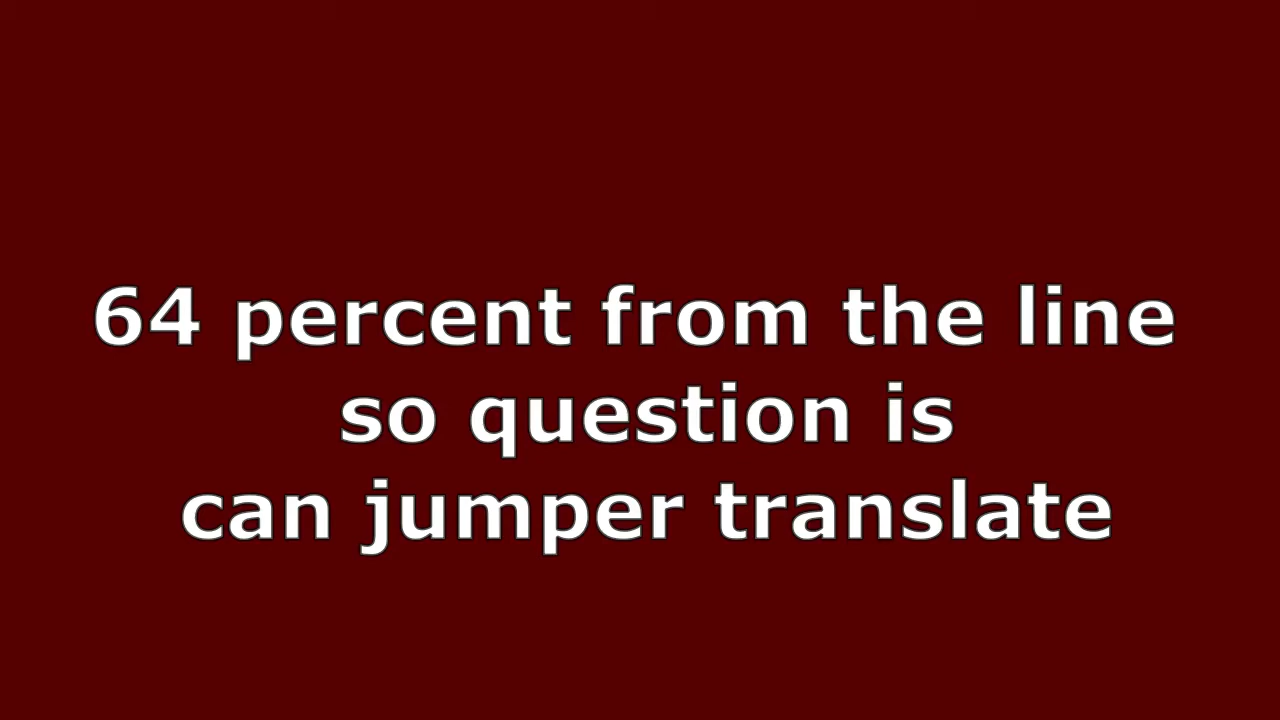 64 percent from the line
so question is
can jumper translate